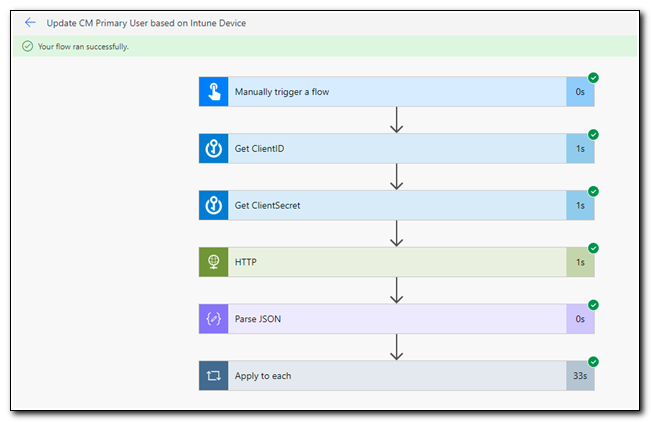 Update CM Primary User based on Intune Device
Your flow ran successfully.
Manually trigger a flow 0s
Get ClientID 1s
Get ClientSecret 1s
HTTP 1s
Parse JSON 0s
Apply to each 33s